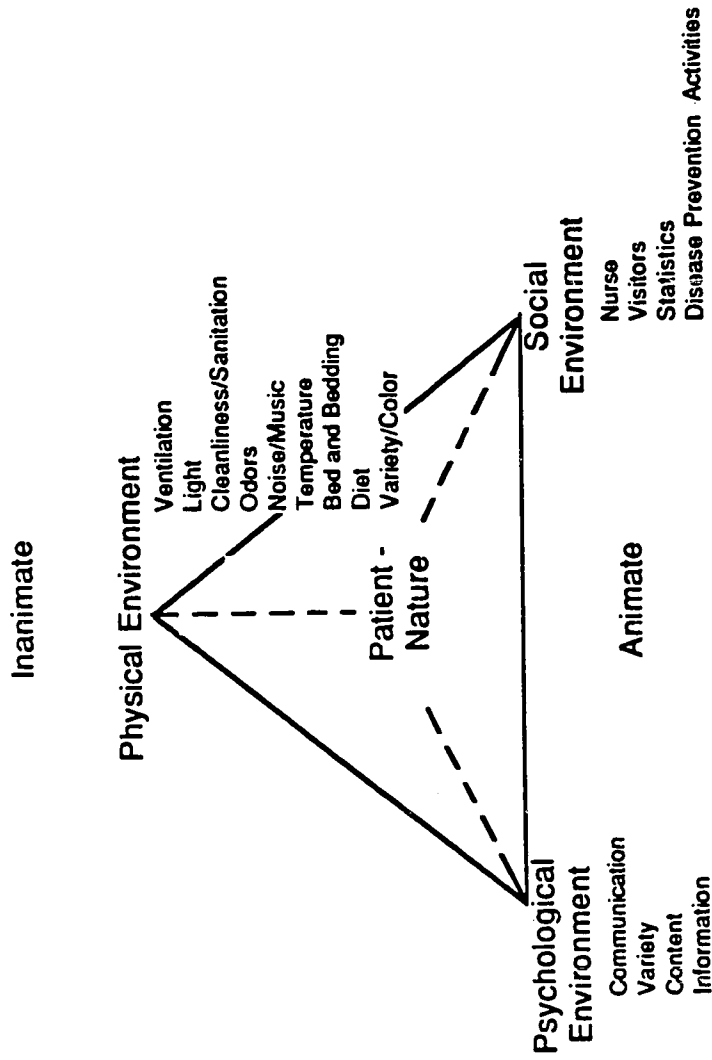 Inanimate
Physical Environment
Ventilation
Light
Cleanliness/Sanitation
Odors
Noise/Music
Temperature
Bed and Bedding
Diet
Variety/Color
Patient -
Nature
Psychological
Environment
Communication
Variety
Content
Information
Social
Environment
Nurse
Visitors
Statistics
Disease Prevention Activities
Animate